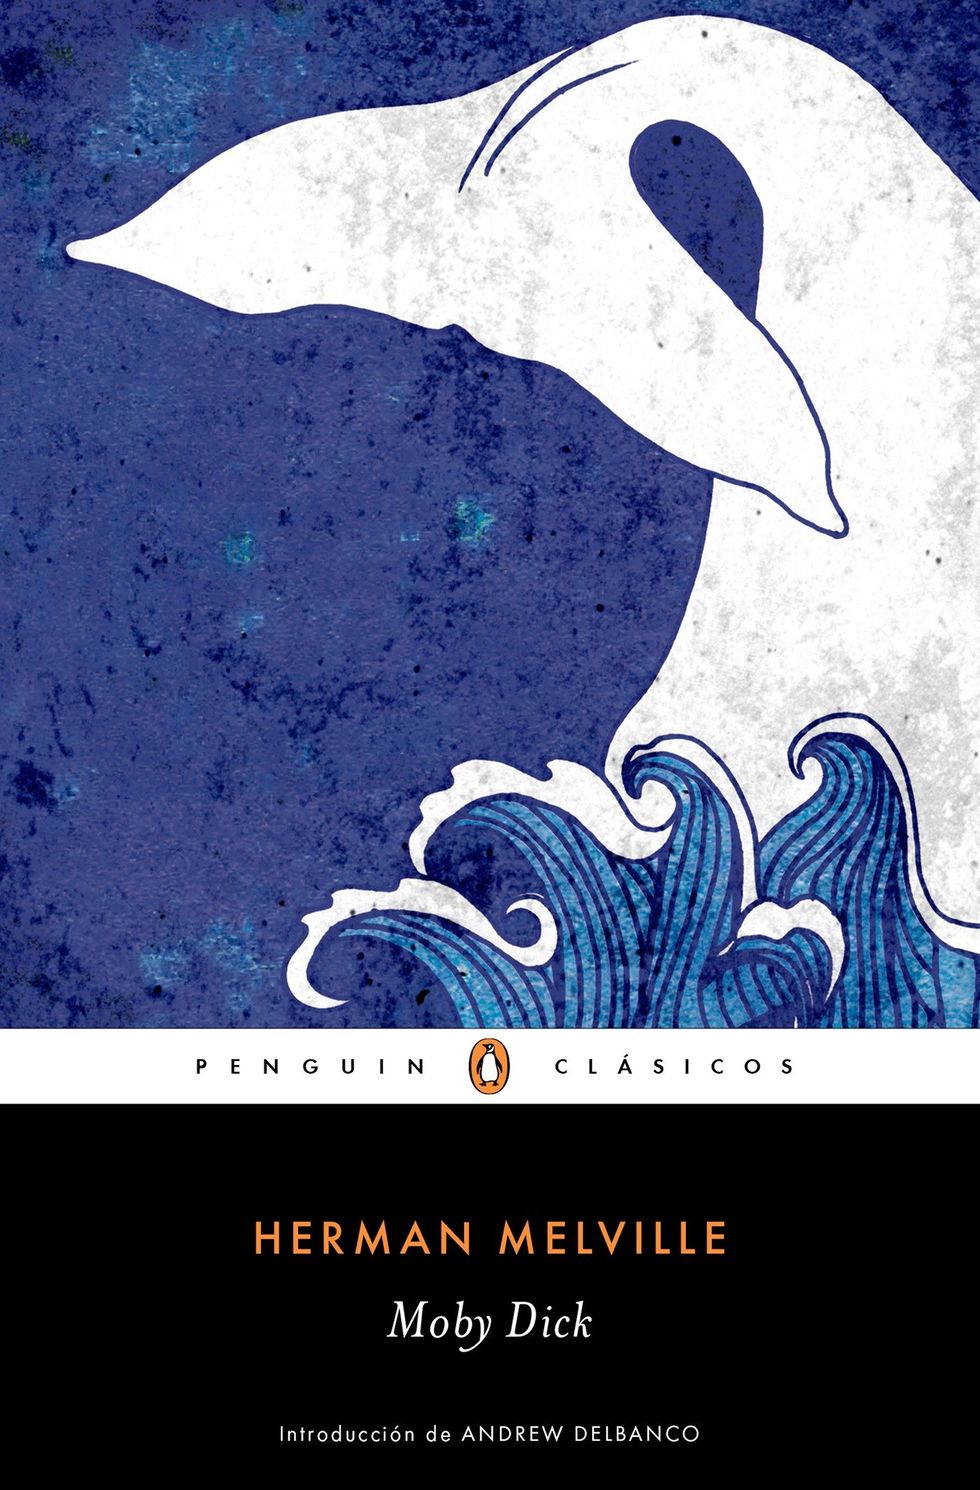 PENGUIN CLÁSICOS
HERMAN MELVILLE
Moby Dick
Introducción de ANDREW DELBANCO